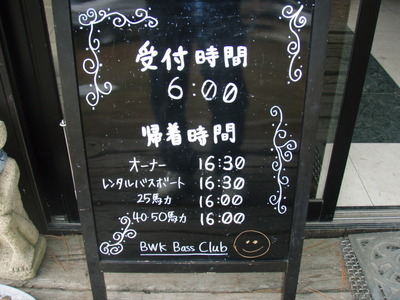 受付時間
6:00
帰着時間
オーナー 16:30
レンタルバスボート 16:30
25馬力 16:00
40.50馬力 16:00
BWK Bass Club